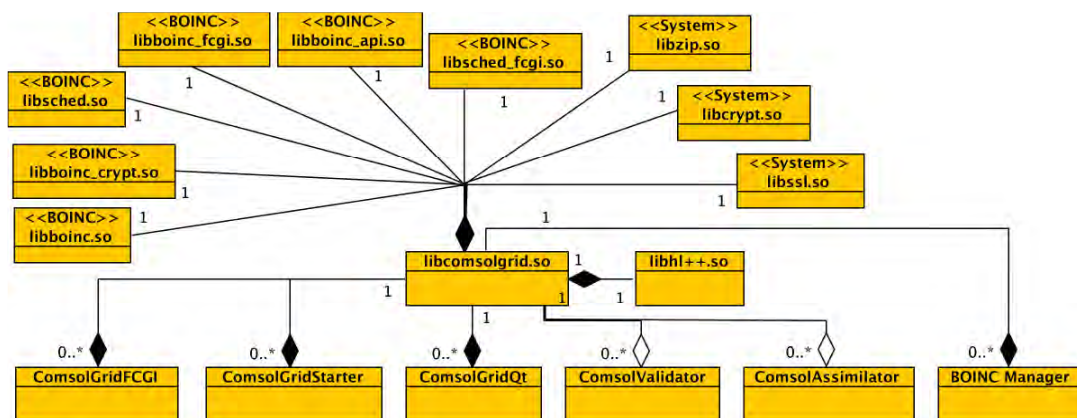 <<BOINC>>
libboinc_fcgi.so
<<BOINC>>
libboinc_api.so
<<BOINC>>
libsched_fcgi.so
<<System>>
libzip.so
<<BOINC>>
libsched.so
<<System>>
libcrypt.so
<<BOINC>>
libboinc_crypt.so
<<System>>
libssl.so
<<BOINC>>
libboinc.so
1
1
1
1
1
1
1
1
1
1
libcomsolgrid.so
1
libhl++.so
1
1
1
1
0..*
0..*
0..*
0..*
0..*
0..*
ComsolGridFCGI
ComsolGridStarter
ComsolGridQt
ComsolValidator
ComsolAssimilator
BOINC Manager